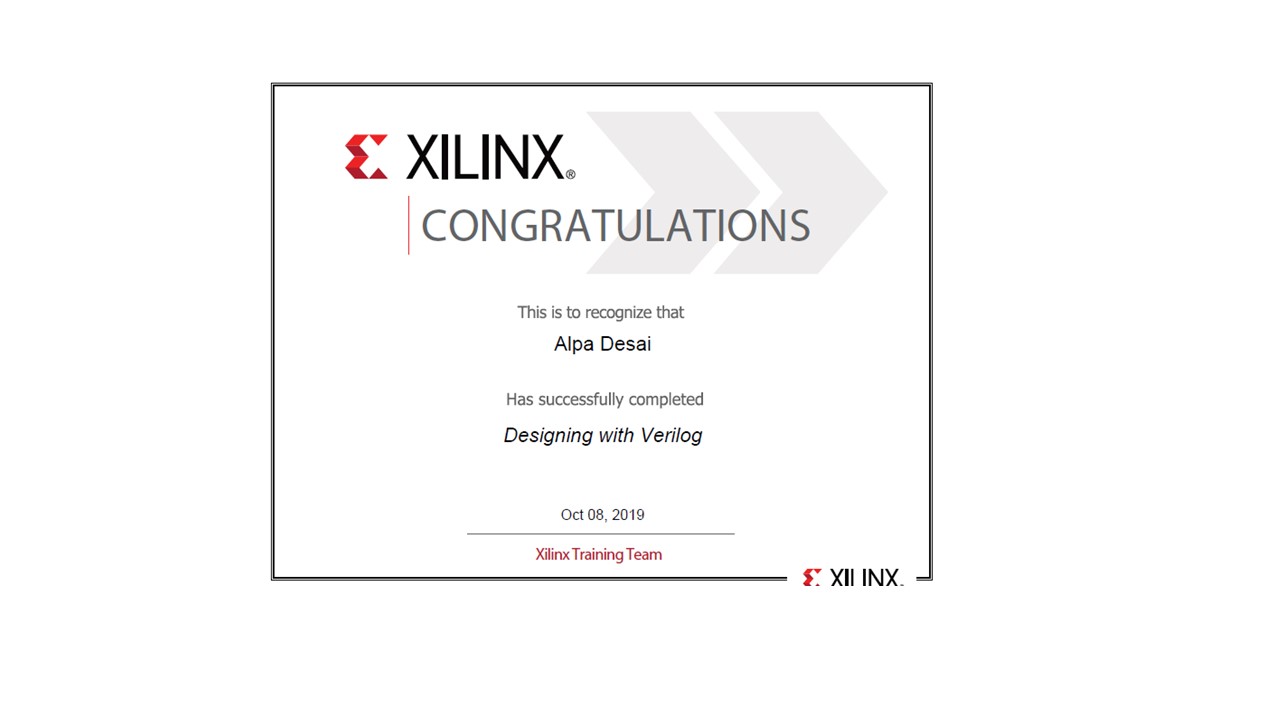 XILINX®
CONGRATULATIONS
This is to recognize that
Alpa Desai
Has successfully completed
Designing with Verilog
Oct 08, 2019
Xilinx Training Team
XILINX.